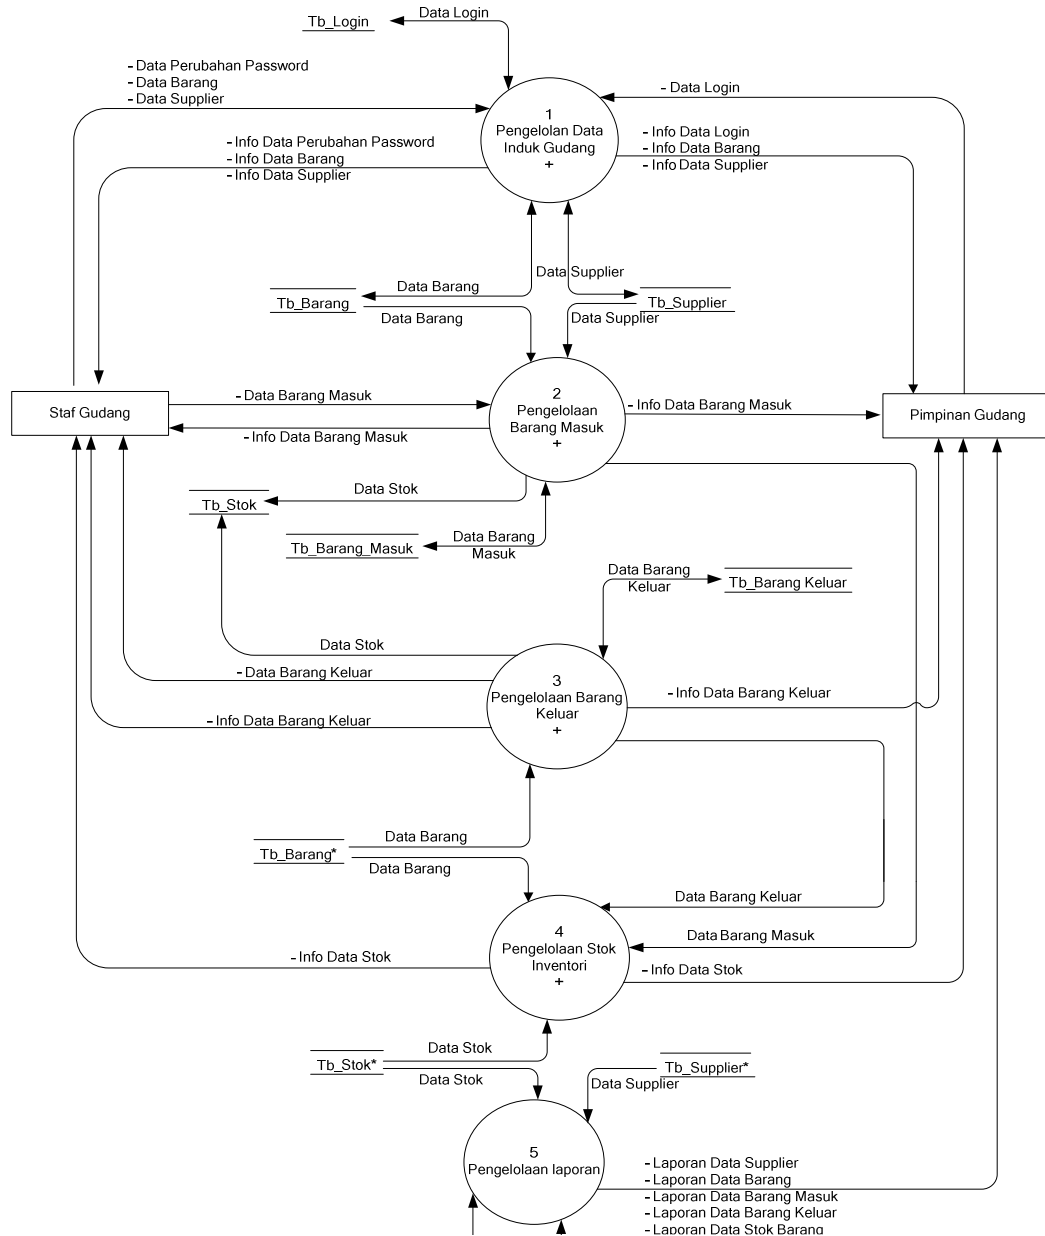 Data Login
Tb_Login
- Data Perubahan Password
- Data Barang
- Data Supplier
- Data Login
1
Pengelolan Data
Induk Gudang
+
- Info Data Perubahan Password
- Info Data Barang
- Info Data Supplier
- Info Data Login
- Info Data Barang
- Info Data Supplier
Data Barang
Data Supplier
Tb_Barang
Tb_Supplier
Data Barang
Data Supplier
Staf Gudang
- Data Barang Masuk
2
Pengelolaan
Barang Masuk
+
- Info Data Barang Masuk
Pimpinan Gudang
- Info Data Barang Masuk
Data Stok
Tb_Stok
Tb_Barang_Masuk
Data Barang
Masuk
Data Barang
Keluar
Tb_Barang Keluar
Data Stok
- Data Barang Keluar
3
Pengelolaan Barang
Keluar
+
- Info Data Barang Keluar
- Info Data Barang Keluar
Data Barang
Tb_Barang*
Data Barang
Data Barang Keluar
4
Pengelolaan Stok
Inventori
+
Data Barang Masuk
- Info Data Stok
- Info Data Stok
Data Stok
Tb_Stok*
Data Stok
Tb_Supplier*
Data Supplier
5
Pengelolaan laporan
- Laporan Data Supplier
- Laporan Data Barang
- Laporan Data Barang Masuk
- Laporan Data Barang Keluar
- Laporan Data Stok Barang